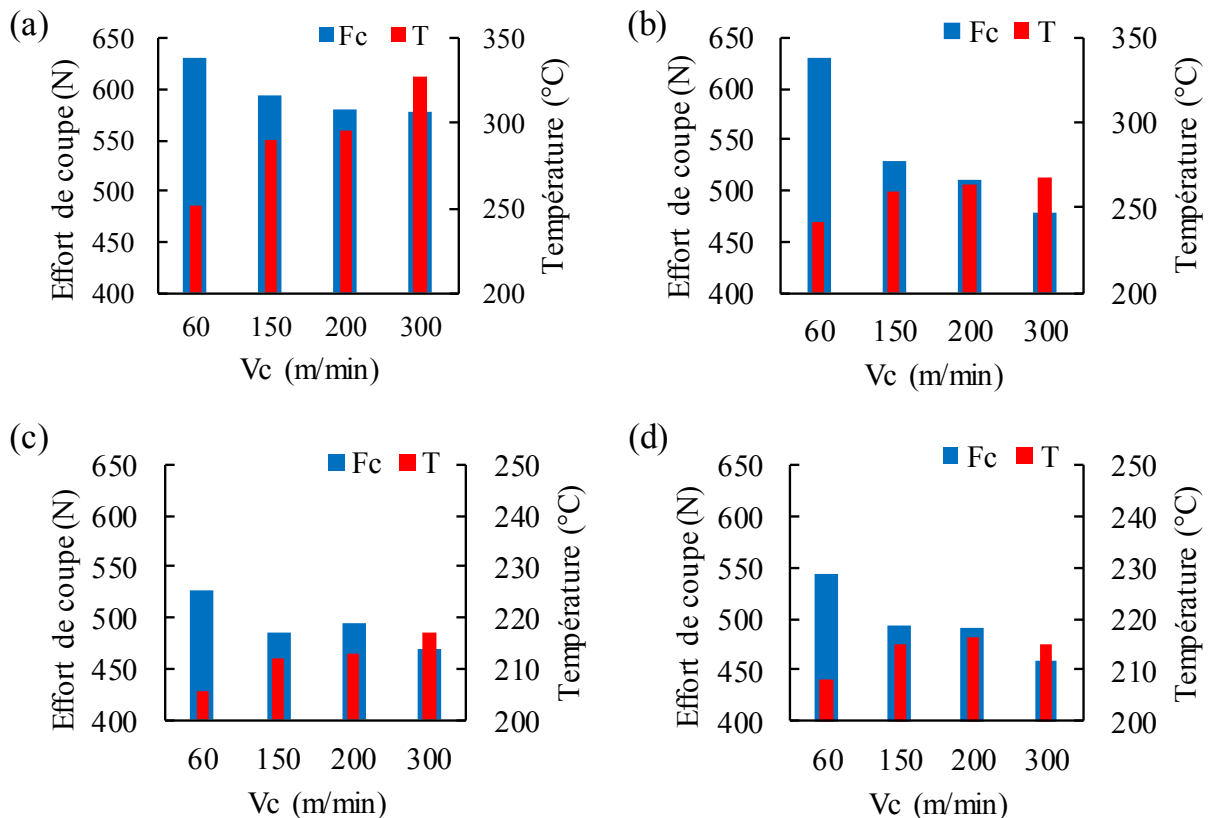 (a)
Fc T
Effort de coupe (N)
650
600
550
500
450
400
350
300
250
200
Température (°C)
60 150 200 300
Vc (m/min)
(b)
Fc T
Effort de coupe (N)
650
600
550
500
450
400
350
300
250
200
Température (°C)
60 150 200 300
Vc (m/min)
(c)
Fc T
Effort de coupe (N)
650
600
550
500
450
400
250
240
230
220
210
200
Température (°C)
60 150 200 300
Vc (m/min)
(d)
Fc T
Effort de coupe (N)
650
600
550
500
450
400
250
240
230
220
210
200
Température (°C)
60 150 200 300
Vc (m/min)